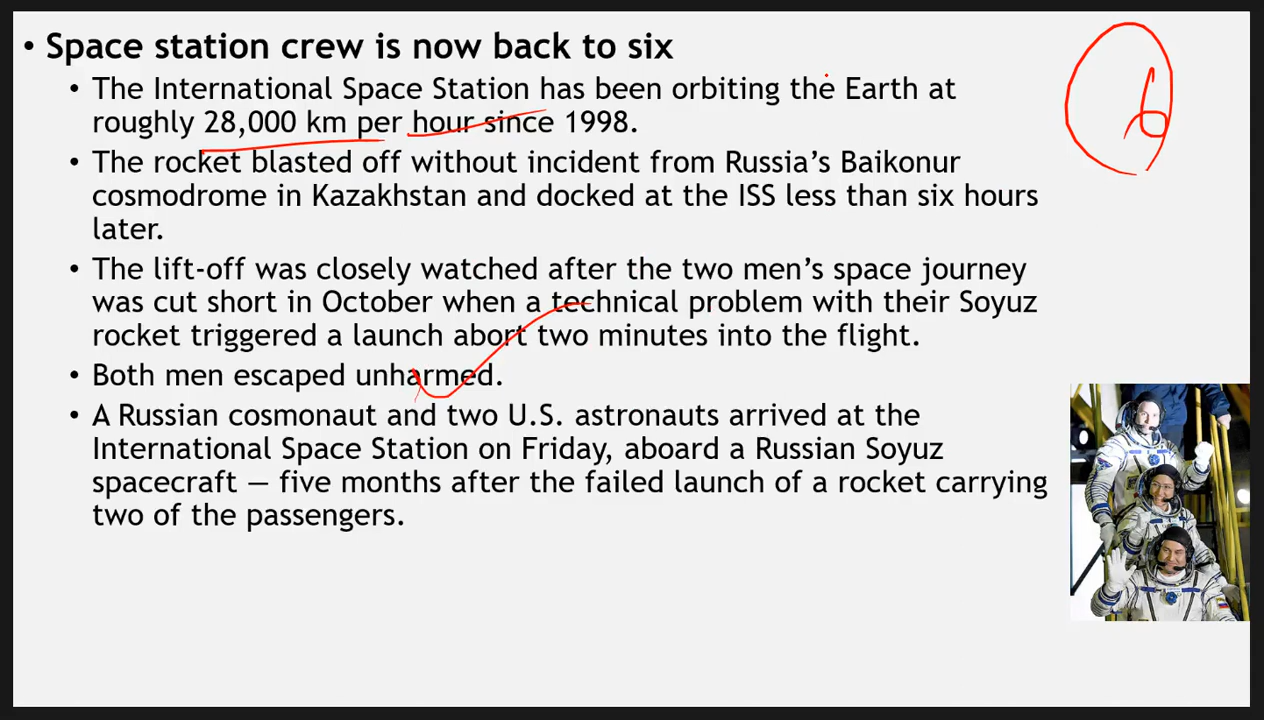 • Space station crew is now back to six
• The International Space Station has been orbiting the Earth at
roughly 28,000 km per hour since 1998.
• The rocket blasted off without incident from Russia’s Baikonur
cosmodrome in Kazakhstan and docked at the ISS less than six hours
later.
• The lift-off was closely watched after the two men’s space journey
was cut short in October when a technical problem with their Soyuz
rocket triggered a launch abort two minutes into the flight.
• Both men escaped unharmed.
• A Russian cosmonaut and two U.S. astronauts arrived at the
International Space Station on Friday, aboard a Russian Soyuz
spacecraft — five months after the failed launch of a rocket carrying
two of the passengers.
6